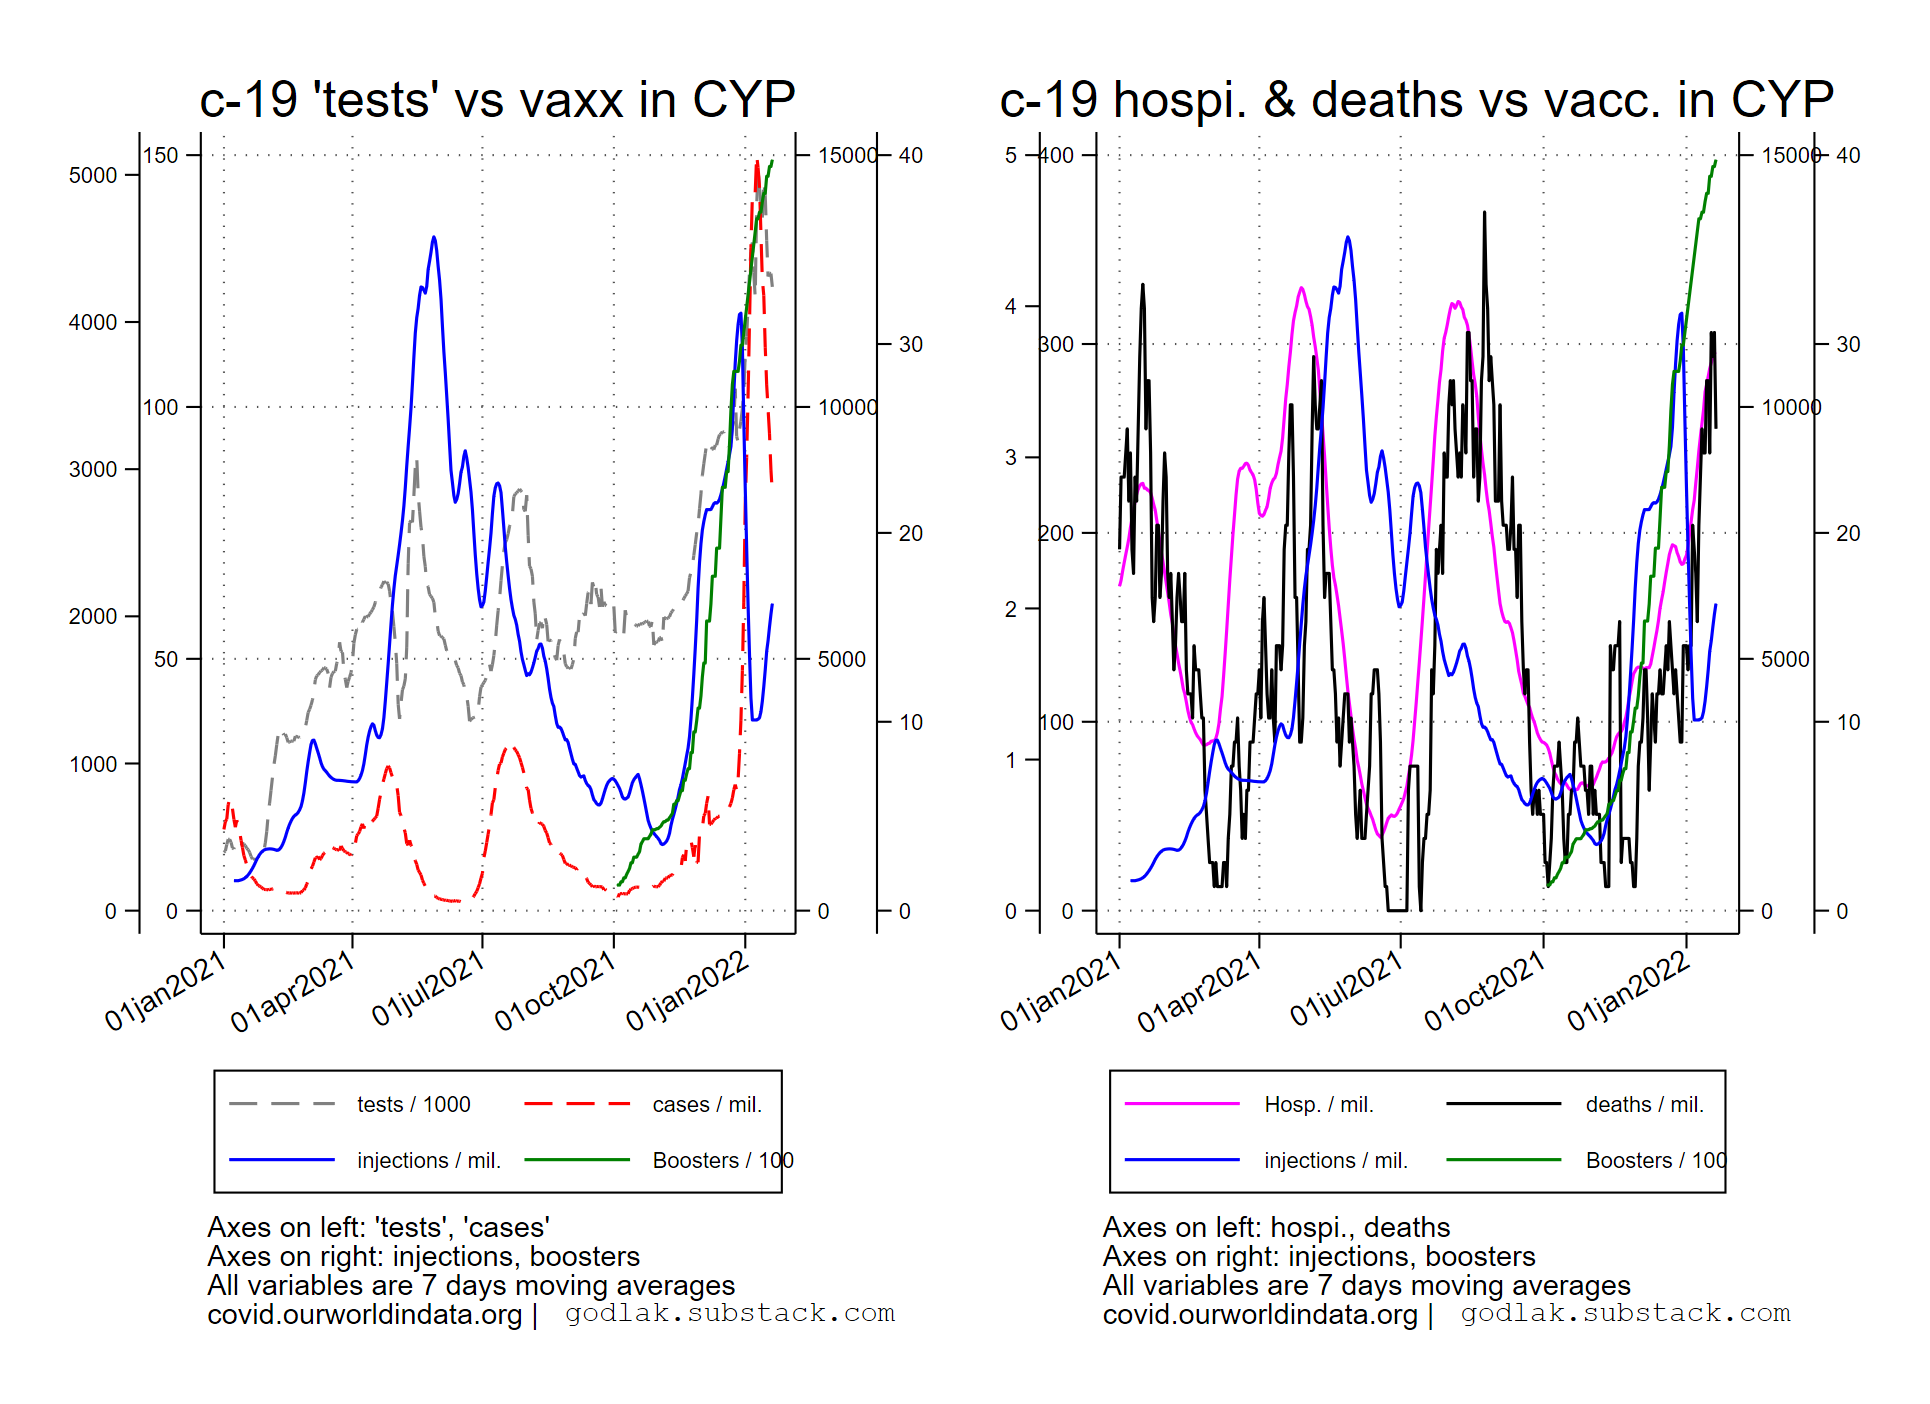 c-19 'tests' vs vaxx in CYP
5000
4000
3000
2000
1000
0
150
100
50
0
15000
10000
5000
0
40
30
20
10
0
01jan2021
01apr2021
01jul2021
01oct2021
01jan2022
tests / 1000
cases / mil.
injections / mil.
Boosters / 100
Axes on left: 'tests', 'cases'
Axes on right: injections, boosters
All variables are 7 days moving averages
covid.ourworldindata.org | godlak.substack.com
c-19 hospi. & deaths vs vacc. in CYP
5
4
3
2
1
0
400
300
200
100
0
15000
10000
5000
0
40
30
20
10
0
01jan2021
01apr2021
01jul2021
01oct2021
01jan2022
Hosp. / mil.
deaths / mil.
injections / mil.
Boosters / 100
Axes on left: hospi., deaths
Axes on right: injections, boosters
All variables are 7 days moving averages
covid.ourworldindata.org | godlak.substack.com